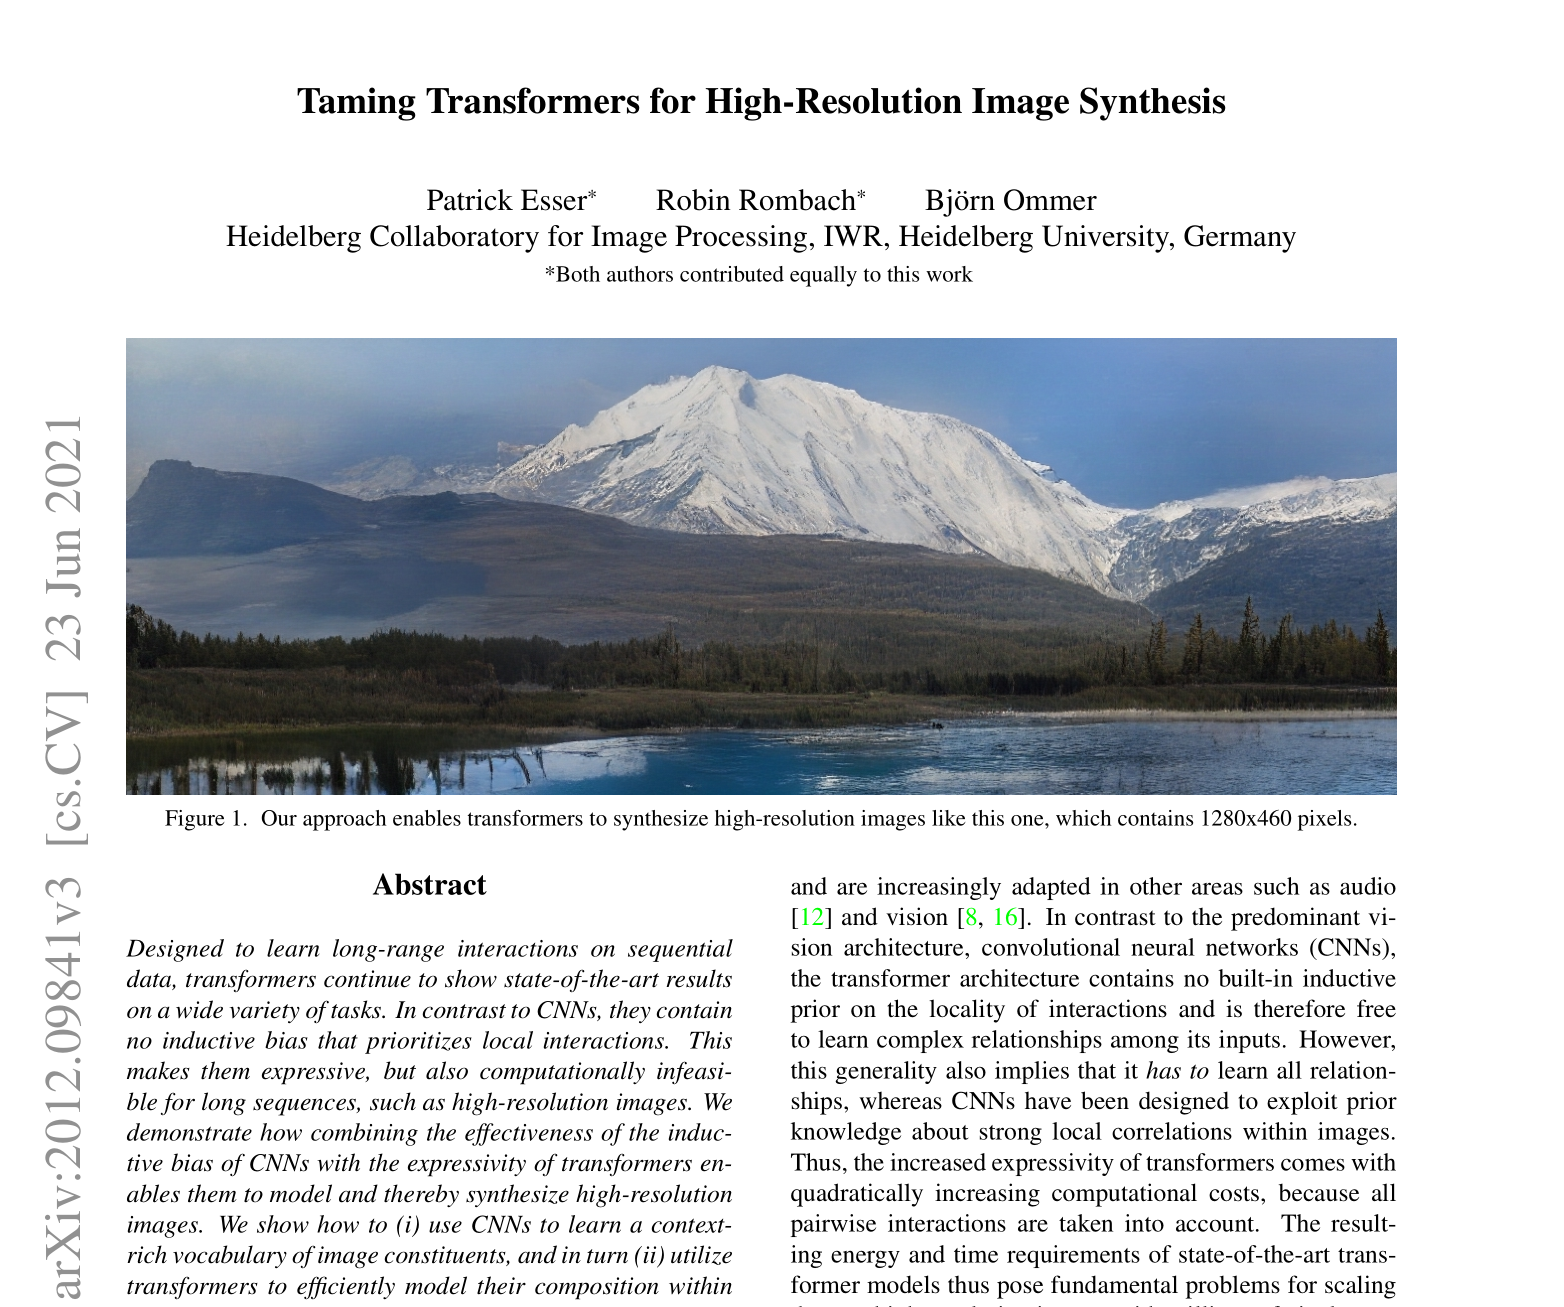 Taming Transformers for High-Resolution Image Synthesis
Patrick Esser* Robin Rombach* Björn Ommer
Heidelberg Collaboratory for Image Processing, IWR, Heidelberg University, Germany
*Both authors contributed equally to this work
arXiv:2012.09841v3 [cs.CV] 23 Jun 2021
Figure 1. Our approach enables transformers to synthesize high-resolution images like this one, which contains 1280x460 pixels.
Abstract
Designed to learn long-range interactions on sequential
data, transformers continue to show state-of-the-art results
on a wide variety of tasks. In contrast to CNNs, they contain
no inductive bias that prioritizes local interactions. This
makes them expressive, but also computationally infeasi-
ble for long sequences, such as high-resolution images. We
demonstrate how combining the effectiveness of the induc-
tive bias of CNNs with the expressivity of transformers en-
ables them to model and thereby synthesize high-resolution
images. We show how to (i) use CNNs to learn a context-
rich vocabulary of image constituents, and in turn (ii) utilize
transformers to efficiently model their composition within
and are increasingly adapted in other areas such as audio
[12] and vision [8, 16]. In contrast to the predominant vi-
sion architecture, convolutional neural networks (CNNs),
the transformer architecture contains no built-in inductive
prior on the locality of interactions and is therefore free
to learn complex relationships among its inputs. However,
this generality also implies that it has to learn all relation-
ships, whereas CNNs have been designed to exploit prior
knowledge about strong local correlations within images.
Thus, the increased expressivity of transformers comes with
quadratically increasing computational costs, because all
pairwise interactions are taken into account. The result-
ing energy and time requirements of state-of-the-art trans-
former models thus pose fundamental problems for scaling